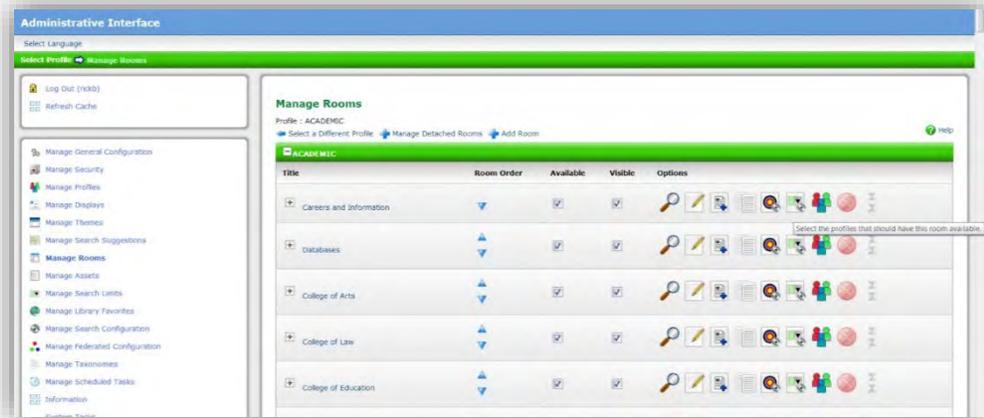 Administrative Interface
Select Language
Select Profile Manage Rooms
Log Out (rickb)
Refresh Cache
Manage General Configuration
Manage Security
Manage Profiles
Manage Displays
Manage Themes
Manage Search Suggestions
Manage Rooms
Manage Assets
Manage Search Limits
Manage Library Favorites
Manage Search Configuration
Manage Federated Configuration
Manage Taxonomies
Manage Scheduled Tasks
Information
System Tasks
Manage Rooms
Profile : ACADEMIC
Select a Different Profile Manage Detached Rooms Add Room
Help
ACADEMIC
Title Room Order Available Visible Options
Careers and Information
Select the profiles that should have this room available.
Databases
College of Arts
College of Law
College of Education